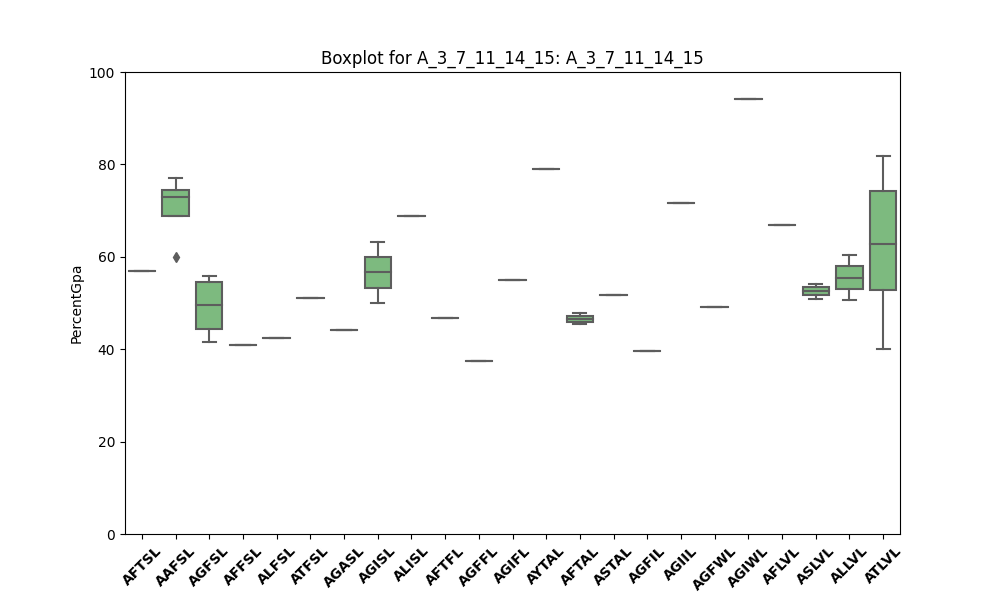 Boxplot for A_3_7_11_14_15: A_3_7_11_14_15
PercentGpa
100
80
60
40
20
0
AFTSL
AAFSL
AGFSL
AFFSL
ALFSL
ATFSL
AGASL
AGISL
ALISL
AFTFL
AGFFL
AGIFL
AYTAL
AFTAL
ASTAL
AGFIL
AGIIL
AGFWL
AGIWL
AFLVL
ASLVL
ALLVL
ATLVL